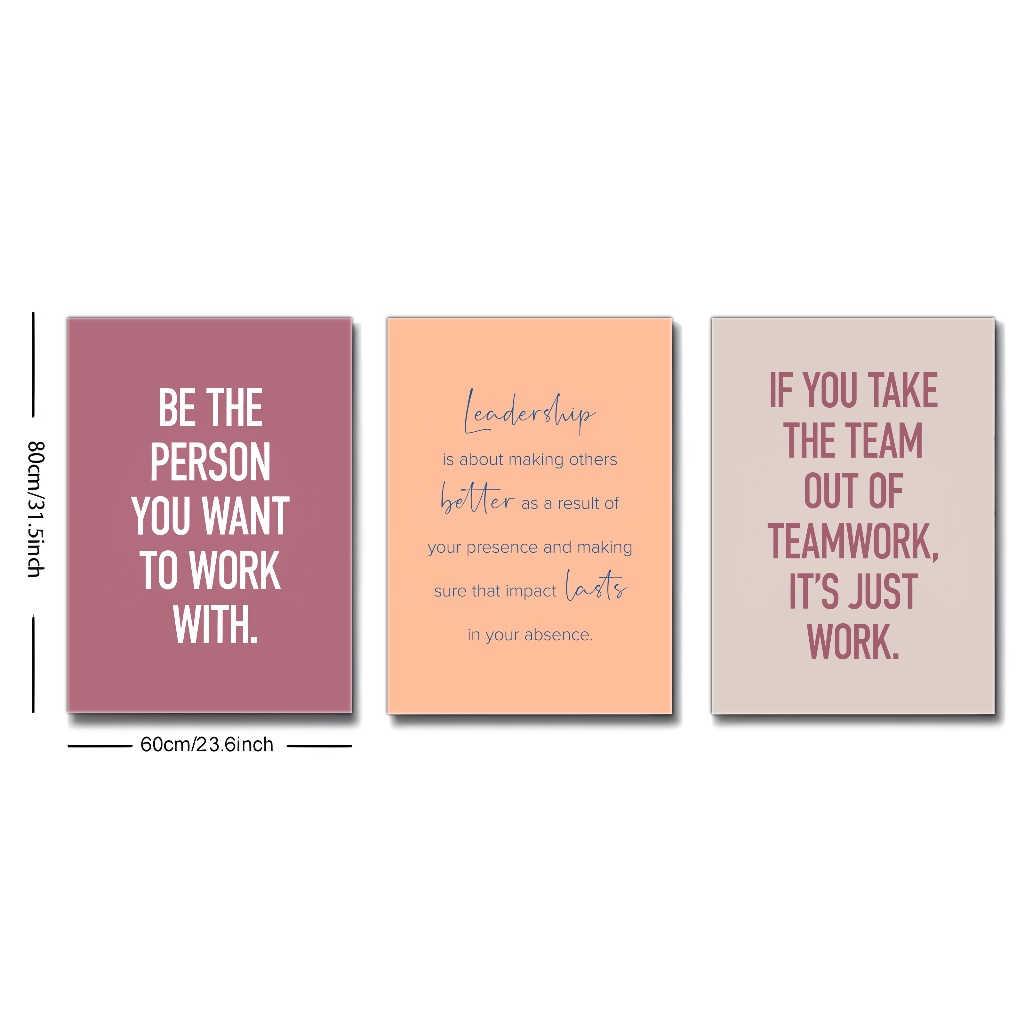 80cm/31.5inch
BE THE
PERSON
YOU WANT
TO WORK
WITH.
60cm/23.6inch
Leadership
is about making others
better as a result of
your presence and making
sure that impact lasts
in your absence.
IF YOU TAKE
THE TEAM
OUT OF
TEAMWORK,
IT'S JUST
WORK.